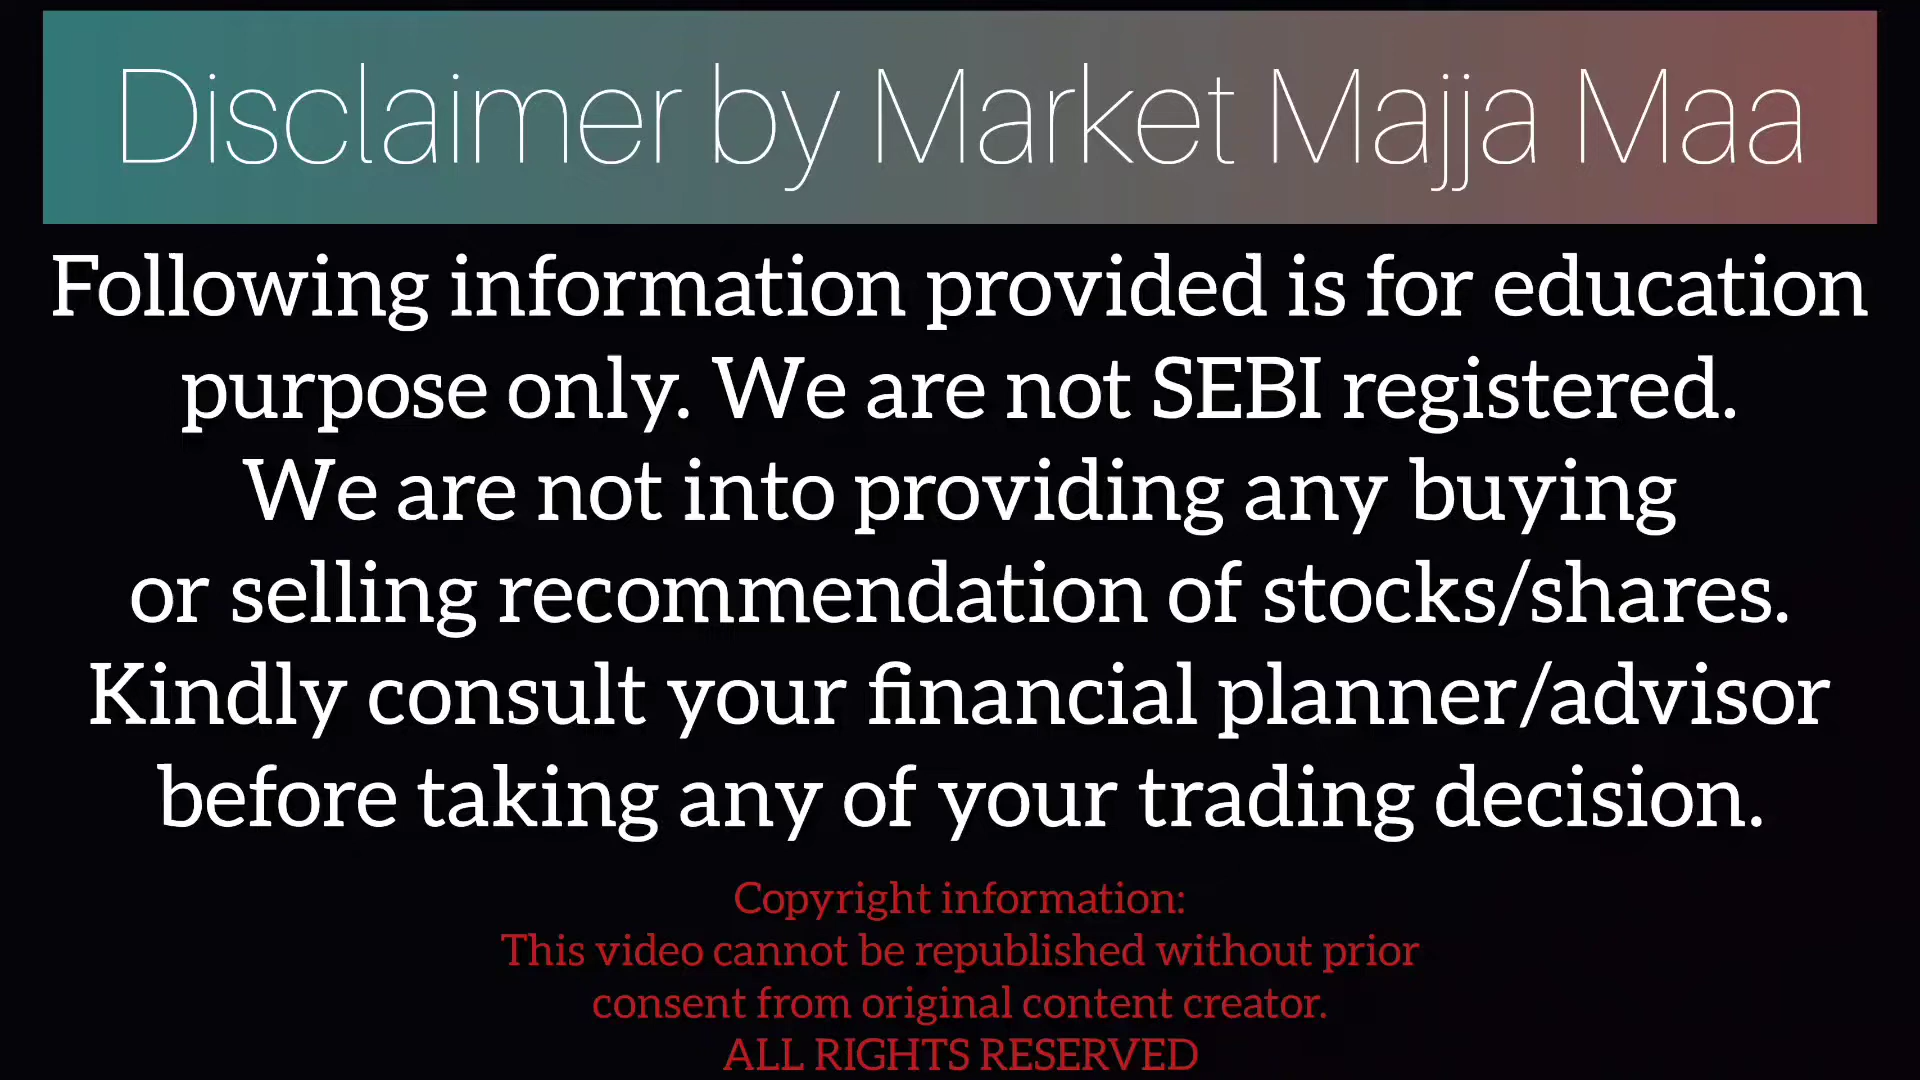 Disclaimer by Market Majja Maa
Following information provided is for education
purpose only. We are not SEBI registered.
We are not into providing any buying
or selling recommendation of stocks/shares.
Kindly consult your financial planner/advisor
before taking any of your trading decision.
Copyright information:
This video cannot be republished without prior
consent from original content creator.
ALL RIGHTS RESERVED